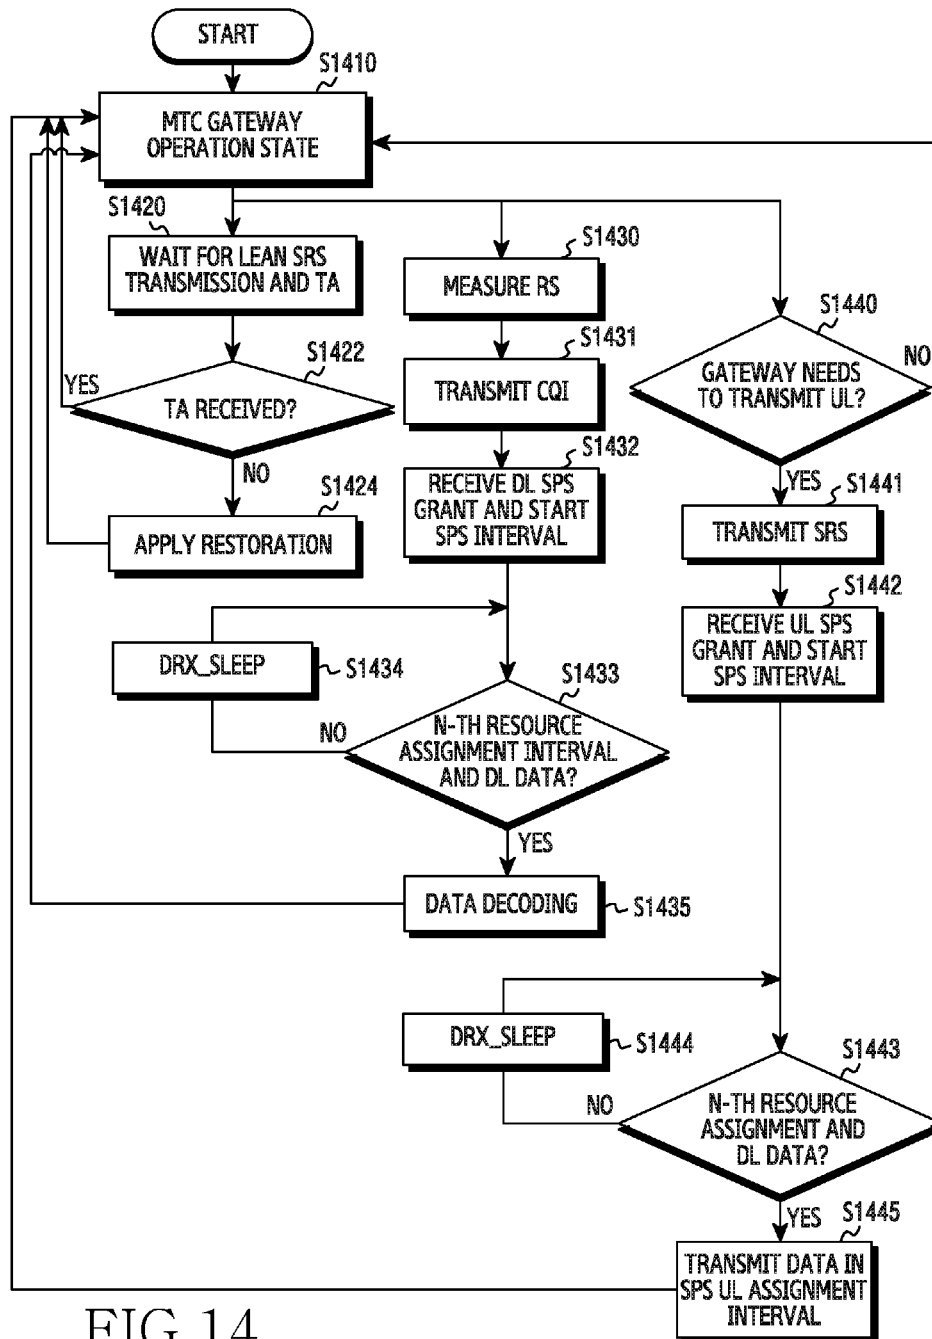 START
S1410
MTC GATEWAY
OPERATION STATE
S1420
WAIT FOR LEAN SRS
TRANSMISSION AND TA
S1422
YES
TA RECEIVED?
NO
S1424
APPLY RESTORATION
S1430
MEASURE RS
S1431
TRANSMIT CQI
S1432
RECEIVE DL SPS
GRANT AND START
SPS INTERVAL
DRX_SLEEP
S1434
S1433
NO
N-TH RESOURCE
ASSIGNMENT INTERVAL
AND DL DATA?
YES
DATA DECODING
S1435
S1440
NO
GATEWAY NEEDS
TO TRANSMIT UL?
YES
S1441
TRANSMIT SRS
S1442
RECEIVE UL SPS
GRANT AND START
SPS INTERVAL
DRX_SLEEP
S1444
S1443
NO
N-TH RESOURCE
ASSIGNMENT AND
DL DATA?
YES
S1445
TRANSMIT DATA IN
SPS UL ASSIGNMENT
INTERVAL
FIG.14